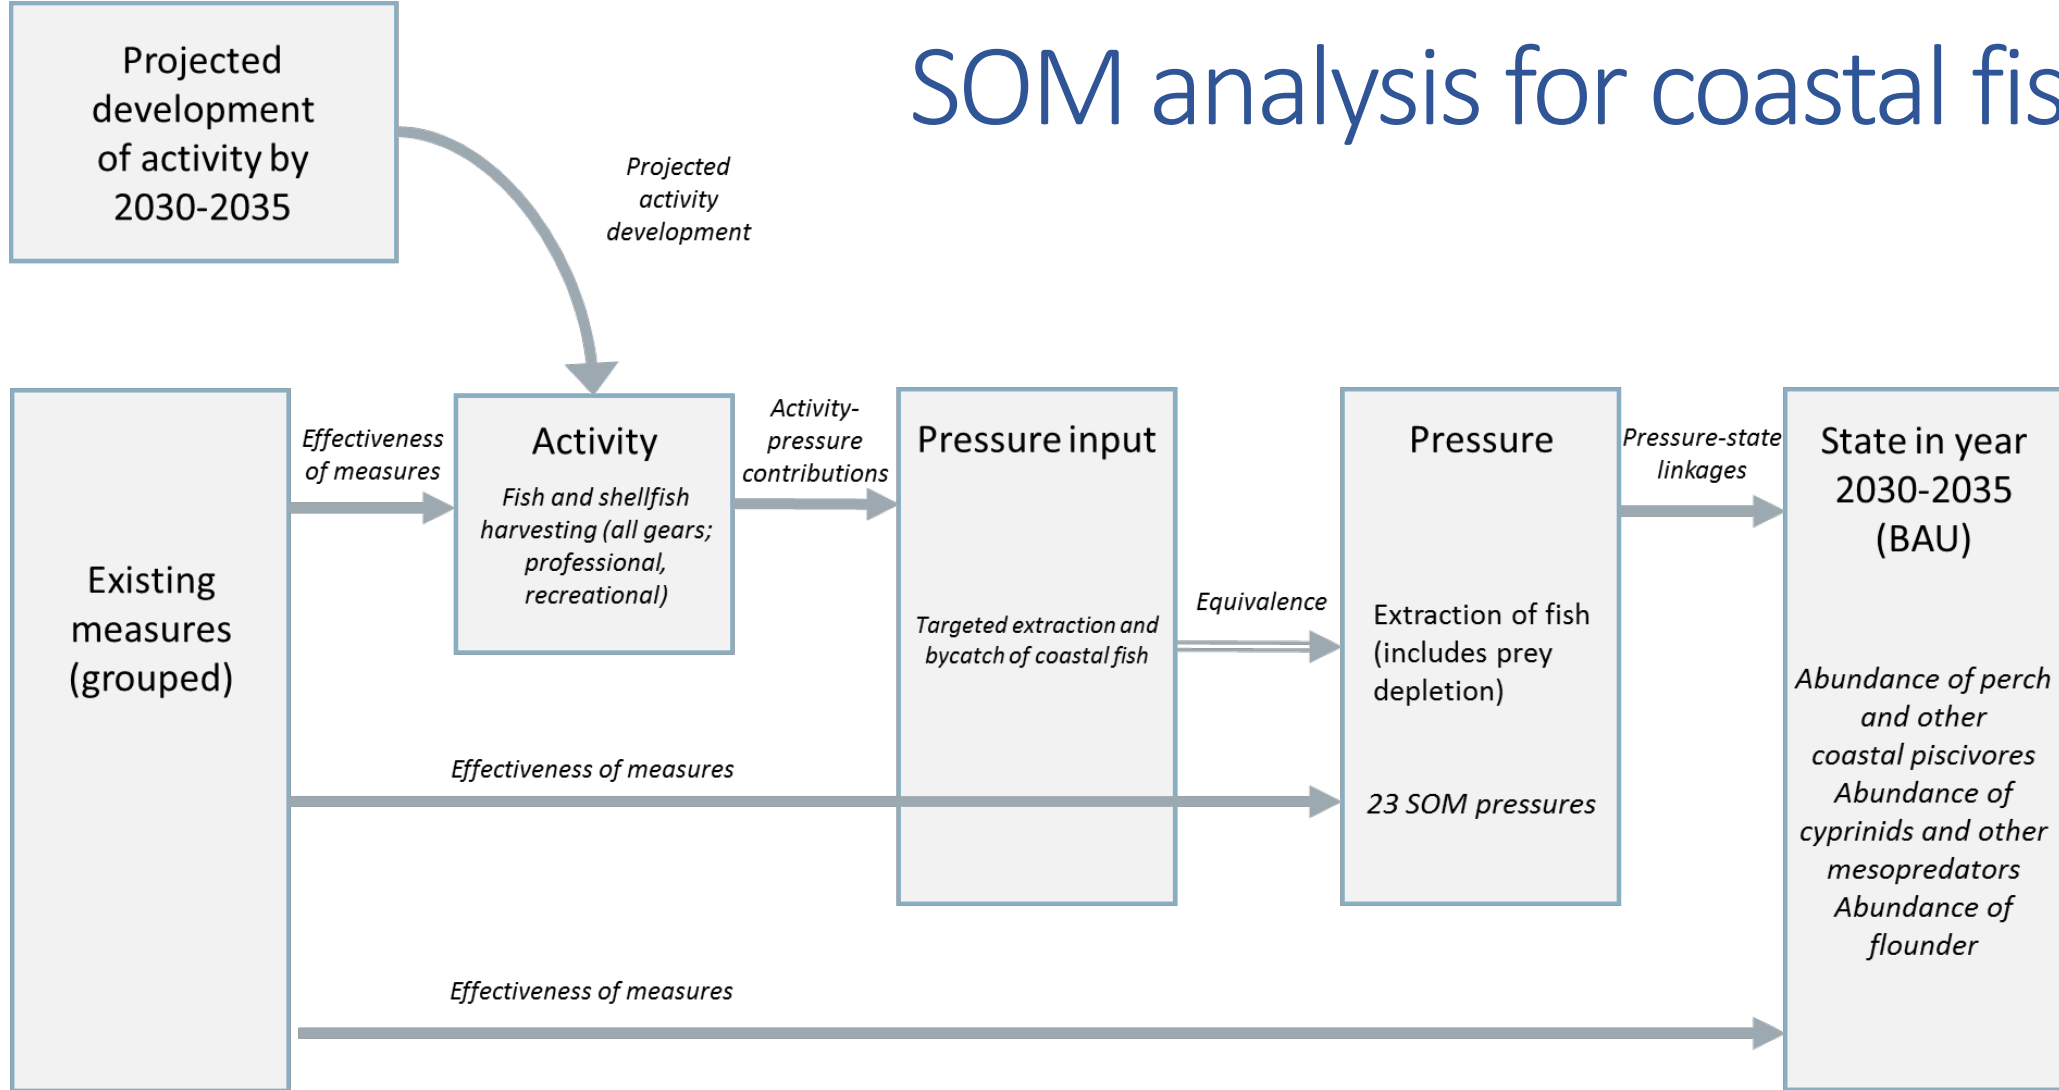 Projected
development
of activity by
2030-2035
SOM analysis for coastal fis
Projected
activity
development
Existing
measures
(grouped)
Effectiveness
of measures
Activity
Fish and shellfish
harvesting (all gears;
professional,
recreational)
Activity-
pressure
contributions
Pressure input
Targeted extraction and
bycatch of coastal fish
Equivalence
Pressure
Extraction of fish
(includes prey
depletion)
23 SOM pressures
Pressure-state
linkages
State in year
2030-2035
(BAU)
Abundance of perch
and other
coastal piscivores
Abundance of
cyprinids and other
mesopredators
Abundance of
flounder
Effectiveness of measures
Effectiveness of measures